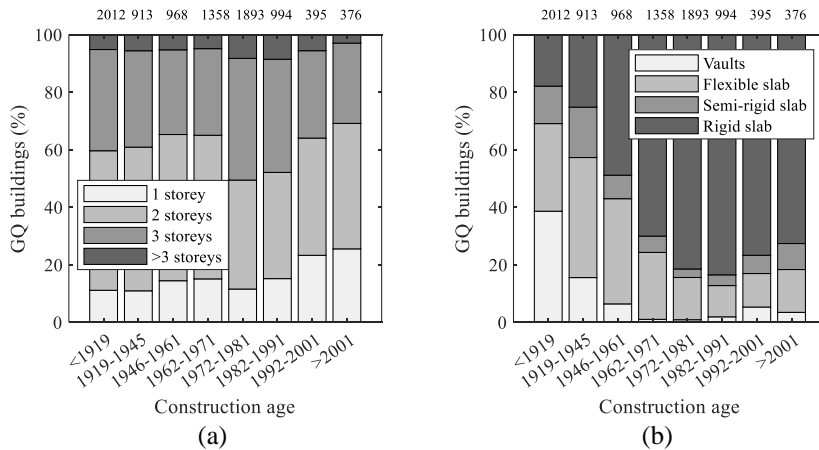 2012 913 968 1358 1893 994 395 376
100
80
60
40
20
0
GQ buildings (%)
1 storey
2 storeys
3 storeys
>3 storeys
<1919
1919-1945
1946-1961
1962-1971
1972-1981
1982-1991
1992-2001
>2001
Construction age
(a)
2012 913 968 1358 1893 994 395 376
100
80
60
40
20
0
GQ buildings (%)
Vaults
Flexible slab
Semi-rigid slab
Rigid slab
<1919
1919-1945
1946-1961
1962-1971
1972-1981
1982-1991
1992-2001
>2001
Construction age
(b)